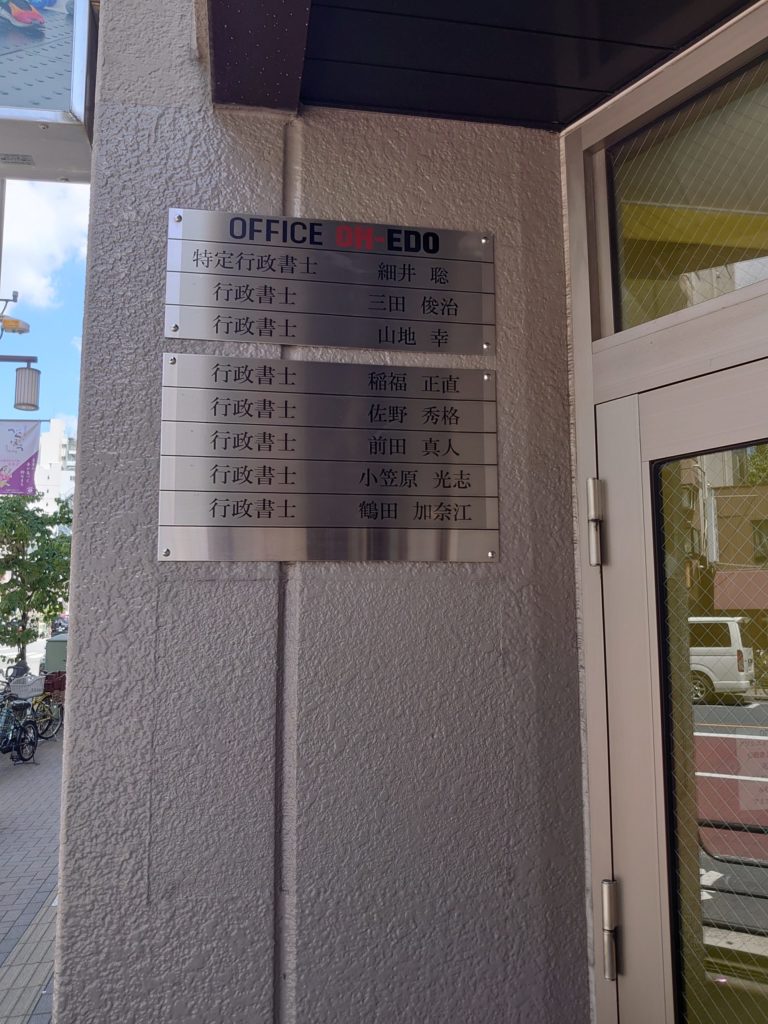 OFFICE OH-EDO
特定行政書士 細井 聡
行政書士 三田 俊治
行政書士 山地 幸
行政書士 稲福 正直
行政書士 佐野 秀格
行政書士 前田 真人
行政書士 小笠原 光志
行政書士 鶴田 加奈江